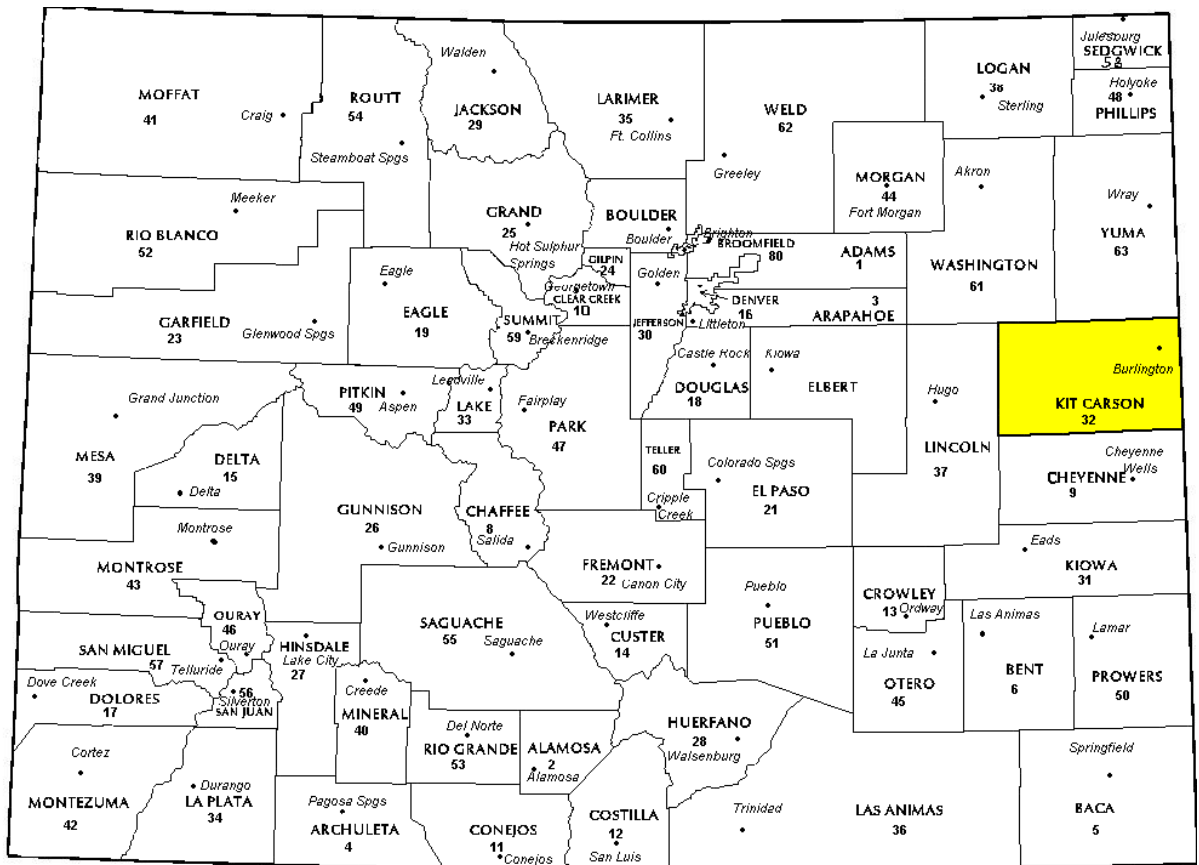 MOFFAT
41
Craig
ROUTT
54
Steamboat Spgs
Walden
JACKSON
29
LARIMER
35
Ft. Collins
WELD
62
Greeley
LOGAN
38
Sterling
Julesburg
SEDGWICK
58
Holyoke
48
PHILLIPS
MORGAN
44
Fort Morgan
Akron
WASHINGTON
61
Wray
YUMA
63
Meeker
RIO BLANCO
52
GRAND
25
Hot Sulphur
Springs
BOULDER
Boulder
Brighton
BROOMFIELD
80
ADAMS
1
GILPIN
24
Golden
Georgetown
CLEAR CREEK
10
JEFFERSON
30
DENVER
16
Littleton
3
ARAPAHOE
GARFIELD
23
Glenwood Spgs
Eagle
EAGLE
19
SUMMIT
59
Breckenridge
Castle Rock
DOUGLAS
18
Kiowa
ELBERT
Hugo
LINCOLN
37
Burlington
KIT CARSON
32
Grand Junction
MESA
39
PITKIN
49
Aspen
Leadville
LAKE
33
Fairplay
PARK
47
DELTA
15
Delta
TELLER
60
Cripple
Creek
Colorado Spgs
EL PASO
21
Cheyenne
Wells
CHEYENNE
9
Montrose
MONTROSE
43
GUNNISON
26
Gunnison
CHAFFEE
8
Salida
FREMONT
22
Canon City
Eads
KIOWA
31
OURAY
46
Ouray
SAN MIGUEL
57
Telluride
HINSDALE
Lake City
27
SAGUACHE
55
Saguache
Westcliffe
CUSTER
14
Pueblo
PUEBLO
51
CROWLEY
13
Ordway
Las Animas
BENT
6
Lamar
PROWERS
50
La Junta
OTERO
45
Dove Creek
DOLORES
17
56
Silverton
SAN JUAN
Creede
MINERAL
40
Del Norte
RIO GRANDE
53
ALAMOSA
2
Alamosa
HUERFANO
28
Walsenburg
Cortez
MONTEZUMA
42
Durango
LA PLATA
34
Pagosa Spgs
ARCHULETA
4
CONEJOS
11
Conejos
COSTILLA
12
San Luis
Trinidad
LAS ANIMAS
36
Springfield
BACA
5